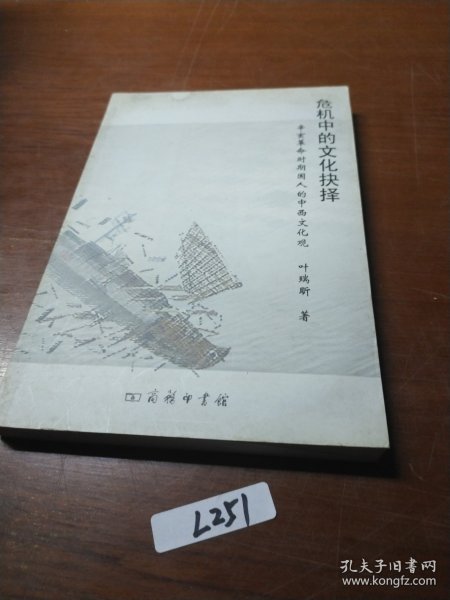 危机中的文化抉择
辛亥革命时期国人的中西文化观
叶瑞昕 著
商务印书馆
L251
孔夫子旧书网
www.kongfz.com